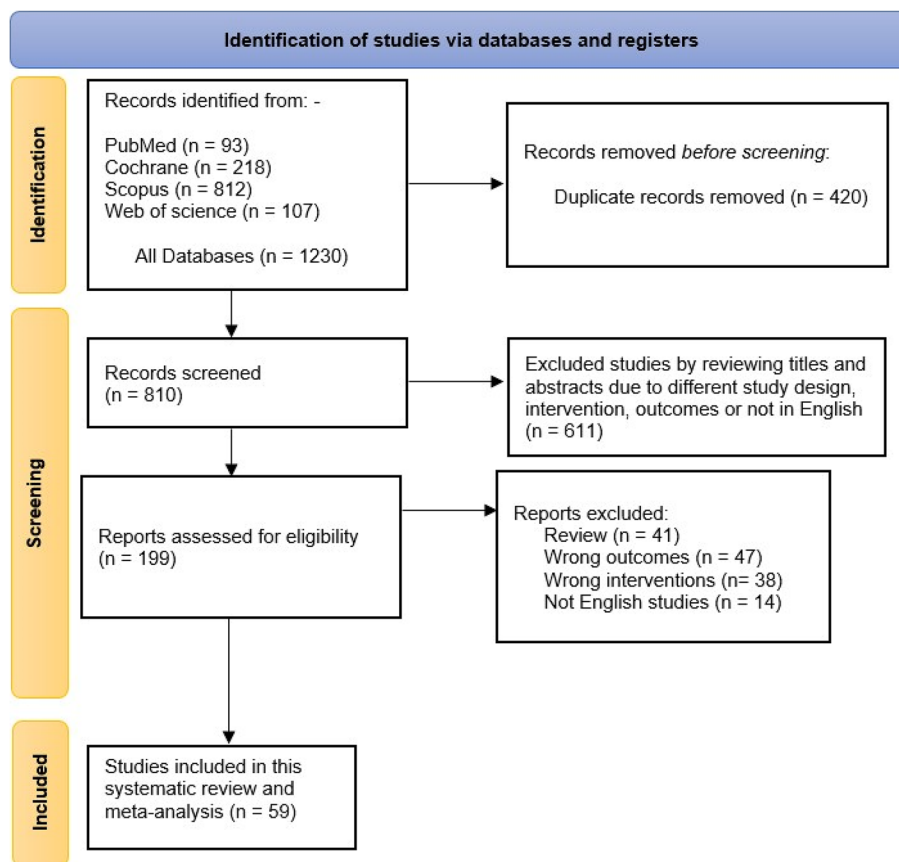 Identification of studies via databases and registers
Identification
Records identified from: -
PubMed (n = 93)
Cochrane (n = 218)
Scopus (n = 812)
Web of science (n = 107)
All Databases (n = 1230)
Records removed before screening:
Duplicate records removed (n = 420)
Screening
Records screened
(n = 810)
Excluded studies by reviewing titles and
abstracts due to different study design,
intervention, outcomes or not in English
(n = 611)
Reports assessed for eligibility
(n = 199)
Reports excluded:
Review (n = 41)
Wrong outcomes (n = 47)
Wrong interventions (n= 38)
Not English studies (n = 14)
Included
Studies included in this
systematic review and
meta-analysis (n = 59)